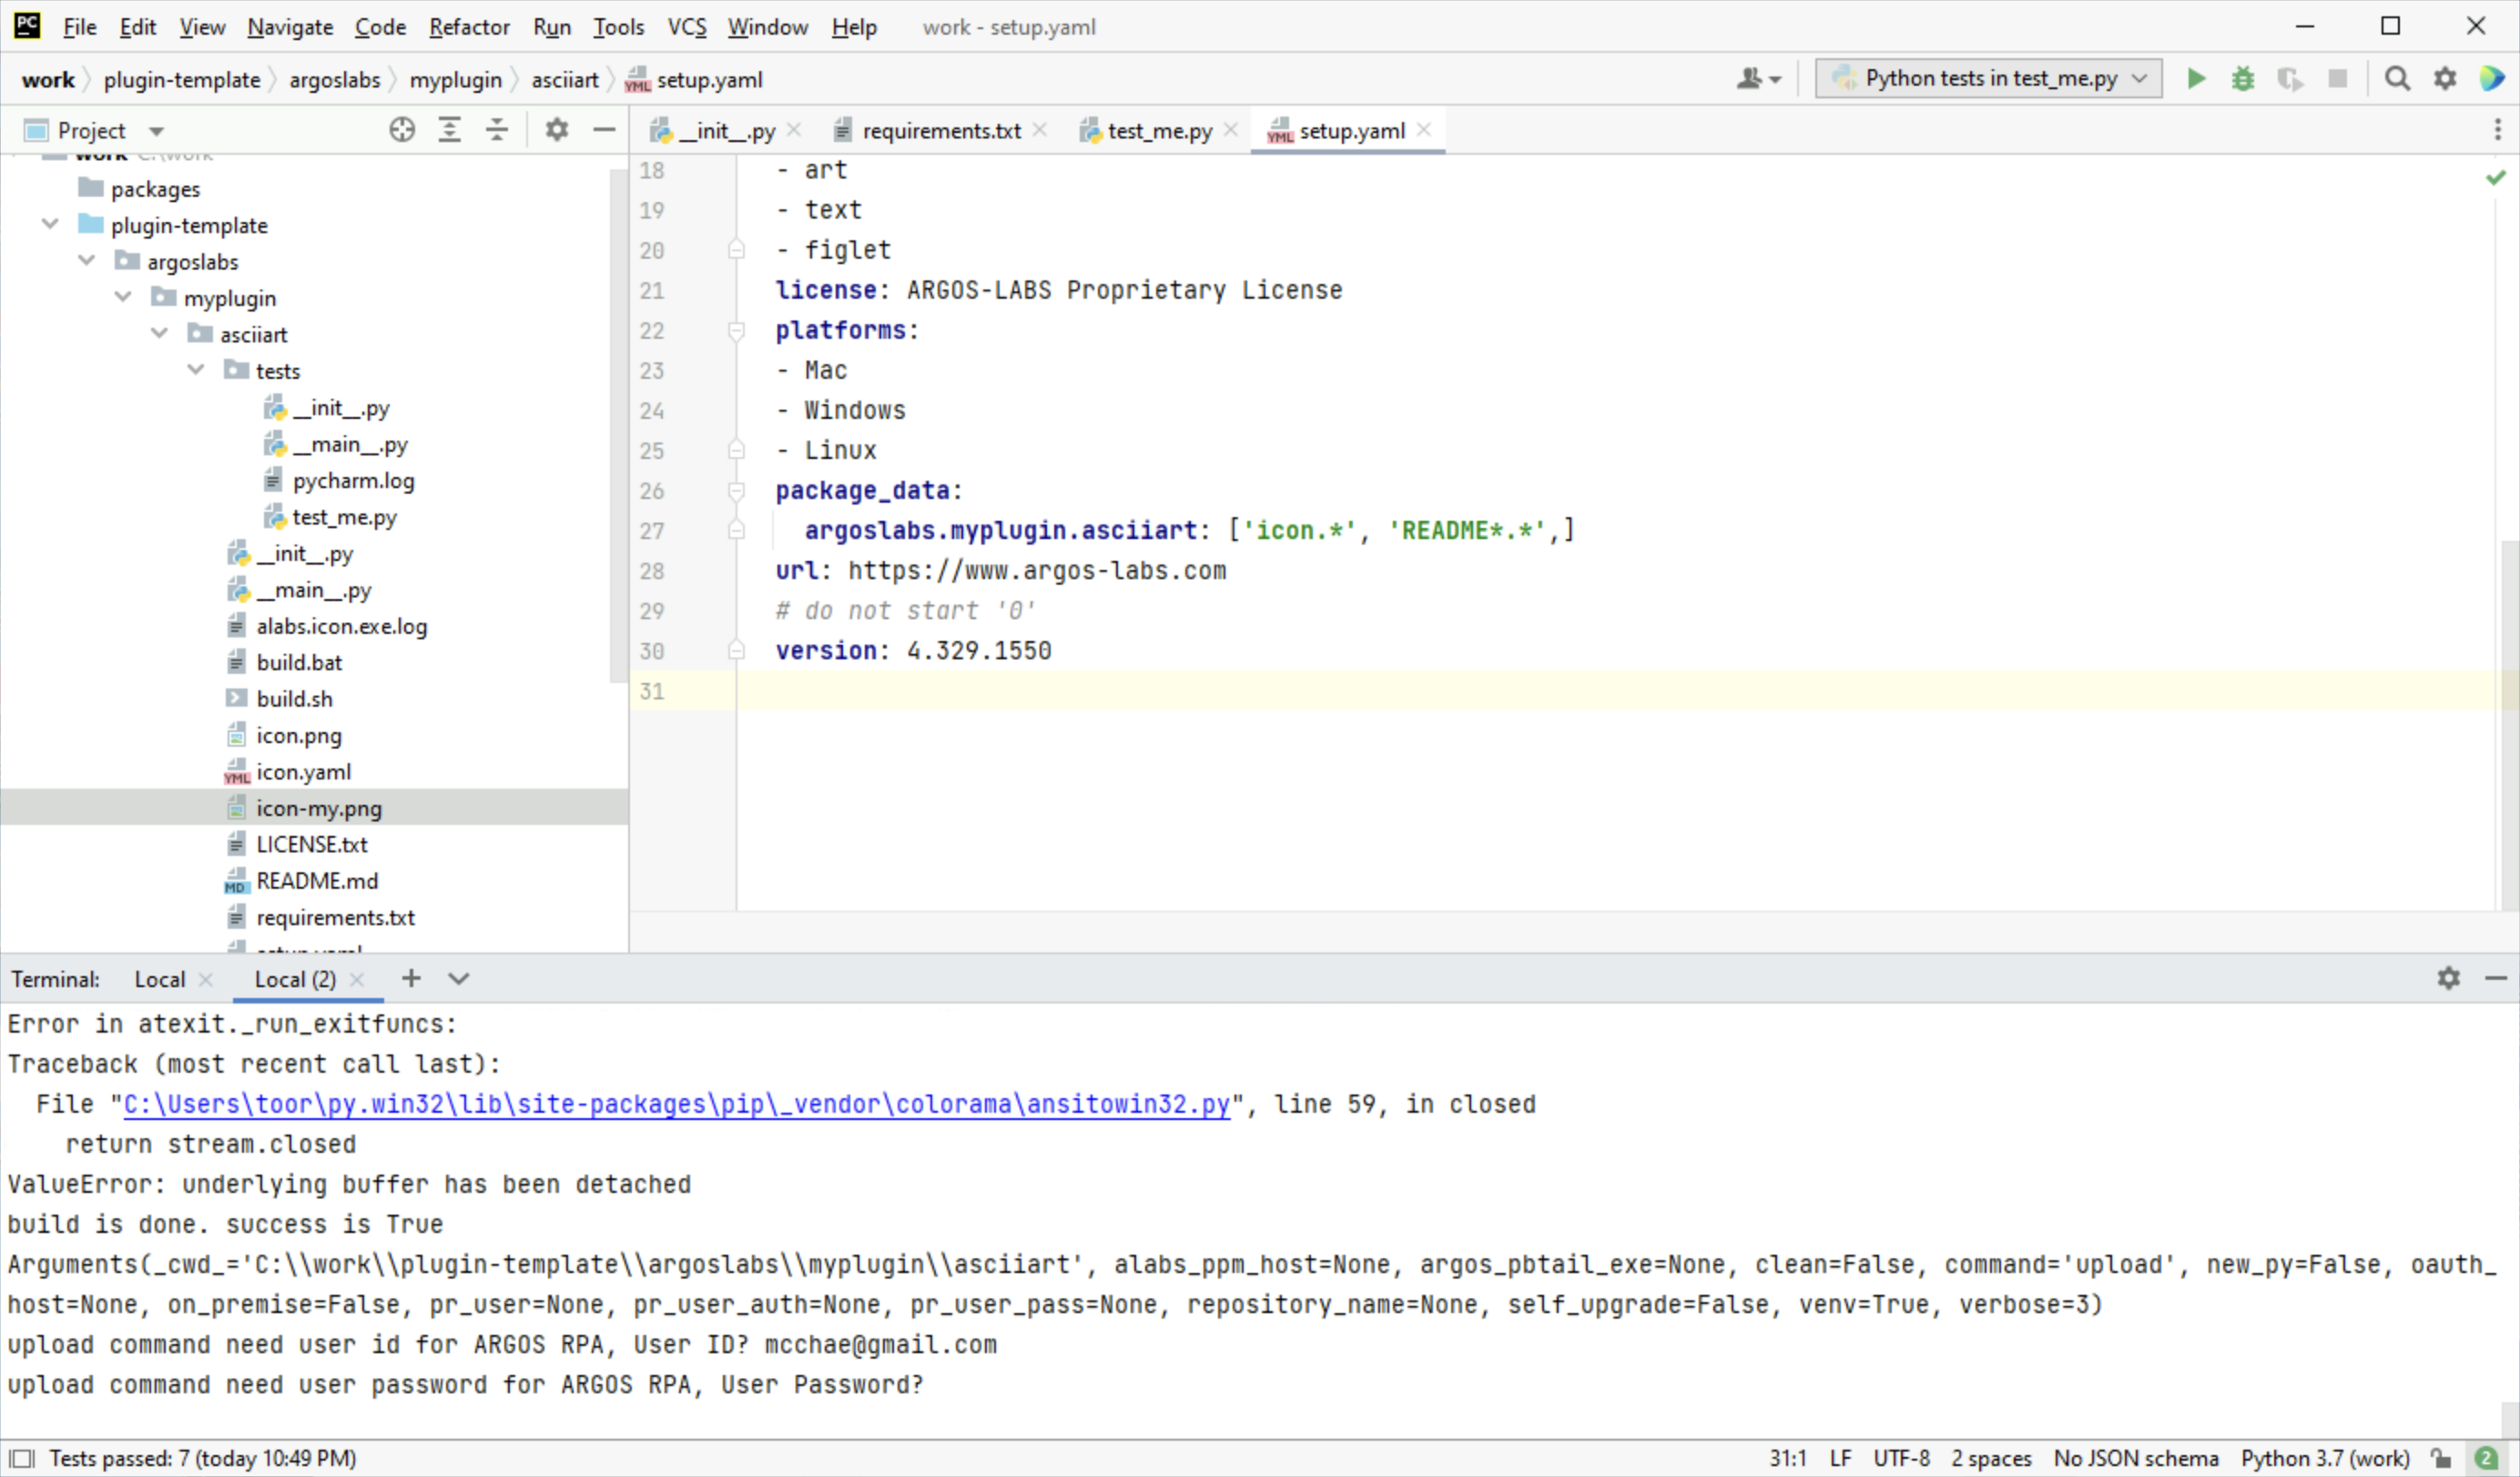 PC File Edit View Navigate Code Refactor Run Tools VCS Window Help work - setup.yaml
work plugin-template argoslabs myplugin asciiart YML setup.yaml Python tests in test_me.py
Project
__init__.py requirements.txt test_me.py YML setup.yaml
work C:\work
packages
plugin-template
argoslabs
myplugin
asciiart
tests
__init__.py
__main__.py
pycharm.log
test_me.py
__init__.py
__main__.py
alabs.icon.exe.log
build.bat
build.sh
icon.png
YML icon.yaml
icon-my.png
LICENSE.txt
MD README.md
requirements.txt
setup.yaml
18 - art
19 - text
20 - figlet
21 license: ARGOS-LABS Proprietary License
22 platforms:
23 - Mac
24 - Windows
25 - Linux
26 package_data:
27 argoslabs.myplugin.asciiart: ['icon.*', 'README*.*',]
28 url: https://www.argos-labs.com
29 # do not start '0'
30 version: 4.329.1550
31
Terminal: Local Local (2)
Error in atexit._run_exitfuncs:
Traceback (most recent call last):
File "C:\Users\toor\py.win32\lib\site-packages\pip\_vendor\colorama\ansitowin32.py", line 59, in closed
return stream.closed
ValueError: underlying buffer has been detached
build is done. success is True
Arguments(_cwd_='C:\\work\\plugin-template\\argoslabs\\myplugin\\asciiart', alabs_ppm_host=None, argos_pbtail_exe=None, clean=False, command='upload', new_py=False, oauth_
host=None, on_premise=False, pr_user=None, pr_user_auth=None, pr_user_pass=None, repository_name=None, self_upgrade=False, venv=True, verbose=3)
upload command need user id for ARGOS RPA, User ID? mcchae@gmail.com
upload command need user password for ARGOS RPA, User Password?
Tests passed: 7 (today 10:49 PM) 31:1 LF UTF-8 2 spaces No JSON schema Python 3.7 (work) 2